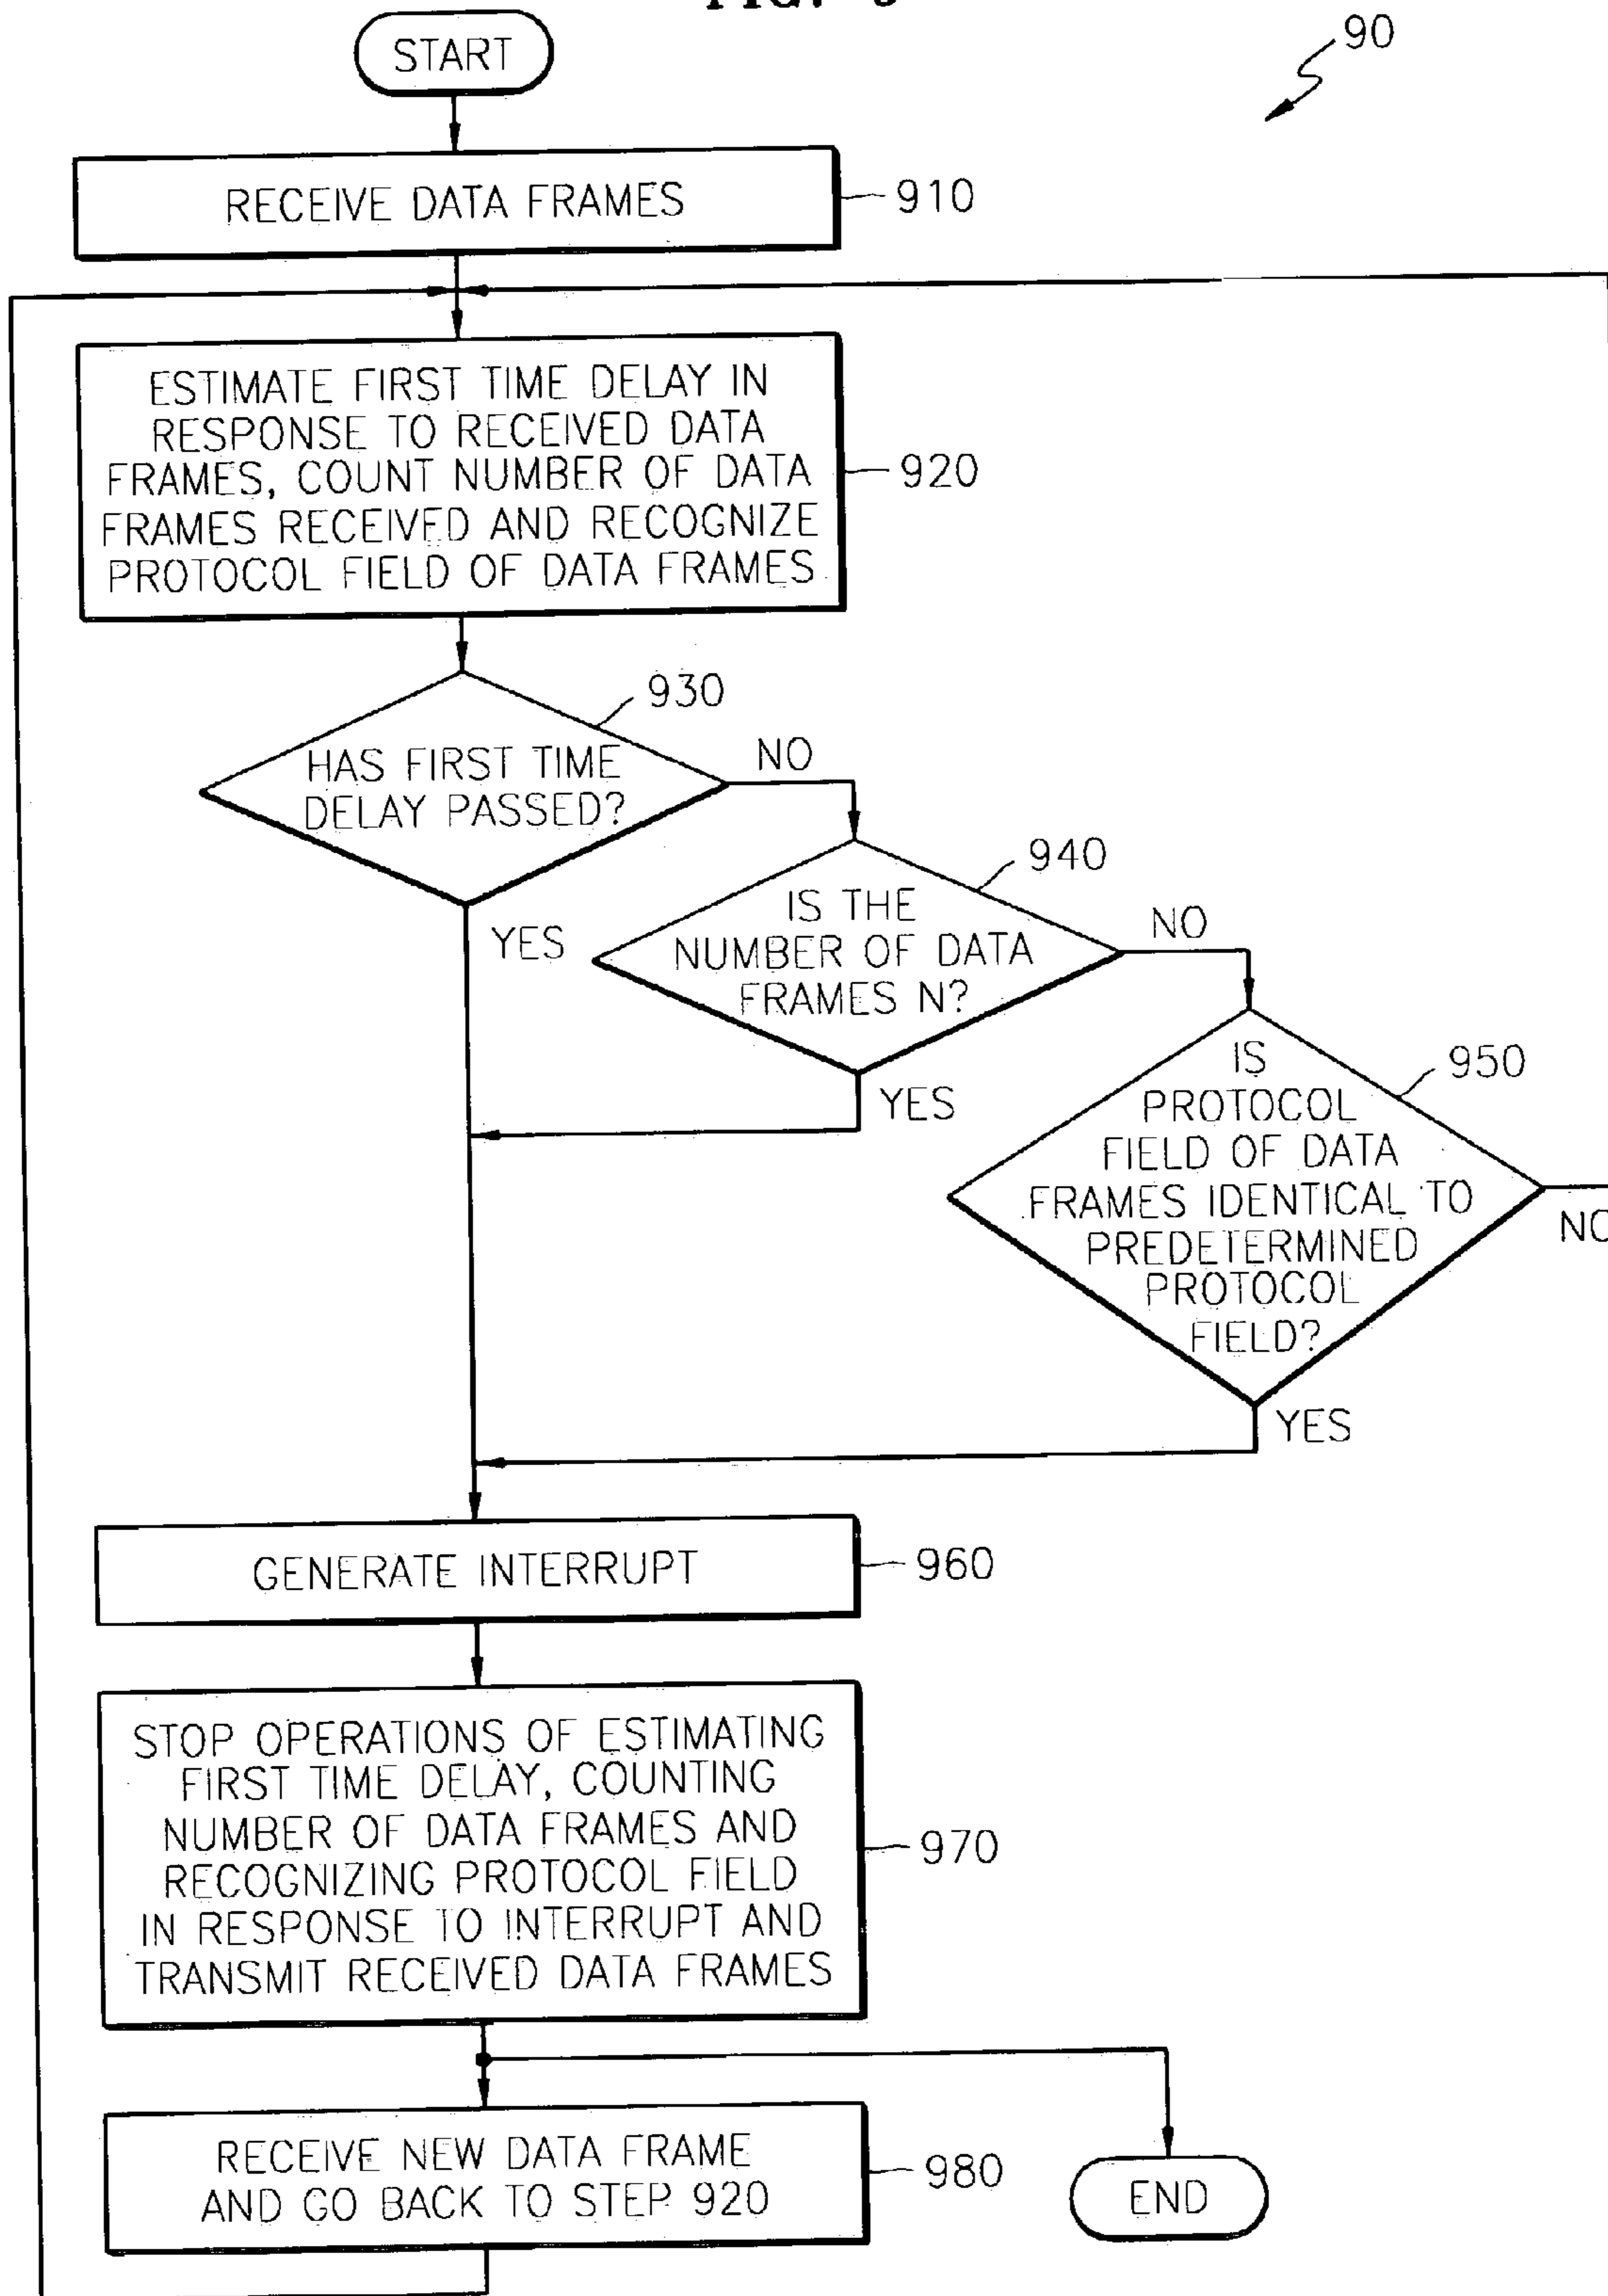 90
START
RECEIVE DATA FRAMES
910
ESTIMATE FIRST TIME DELAY IN
RESPONSE TO RECEIVED DATA
FRAMES, COUNT NUMBER OF DATA
FRAMES RECEIVED AND RECOGNIZE
PROTOCOL FIELD OF DATA FRAMES
920
930
HAS FIRST TIME
DELAY PASSED?
NO
YES
940
IS THE
NUMBER OF DATA
FRAMES N?
NO
YES
950
IS
PROTOCOL
FIELD OF DATA
FRAMES IDENTICAL TO
PREDETERMINED
PROTOCOL
FIELD?
NO
YES
GENERATE INTERRUPT
960
STOP OPERATIONS OF ESTIMATING
FIRST TIME DELAY, COUNTING
NUMBER OF DATA FRAMES AND
RECOGNIZING PROTOCOL FIELD
IN RESPONSE TO INTERRUPT AND
TRANSMIT RECEIVED DATA FRAMES
970
RECEIVE NEW DATA FRAME
AND GO BACK TO STEP 920
980
END